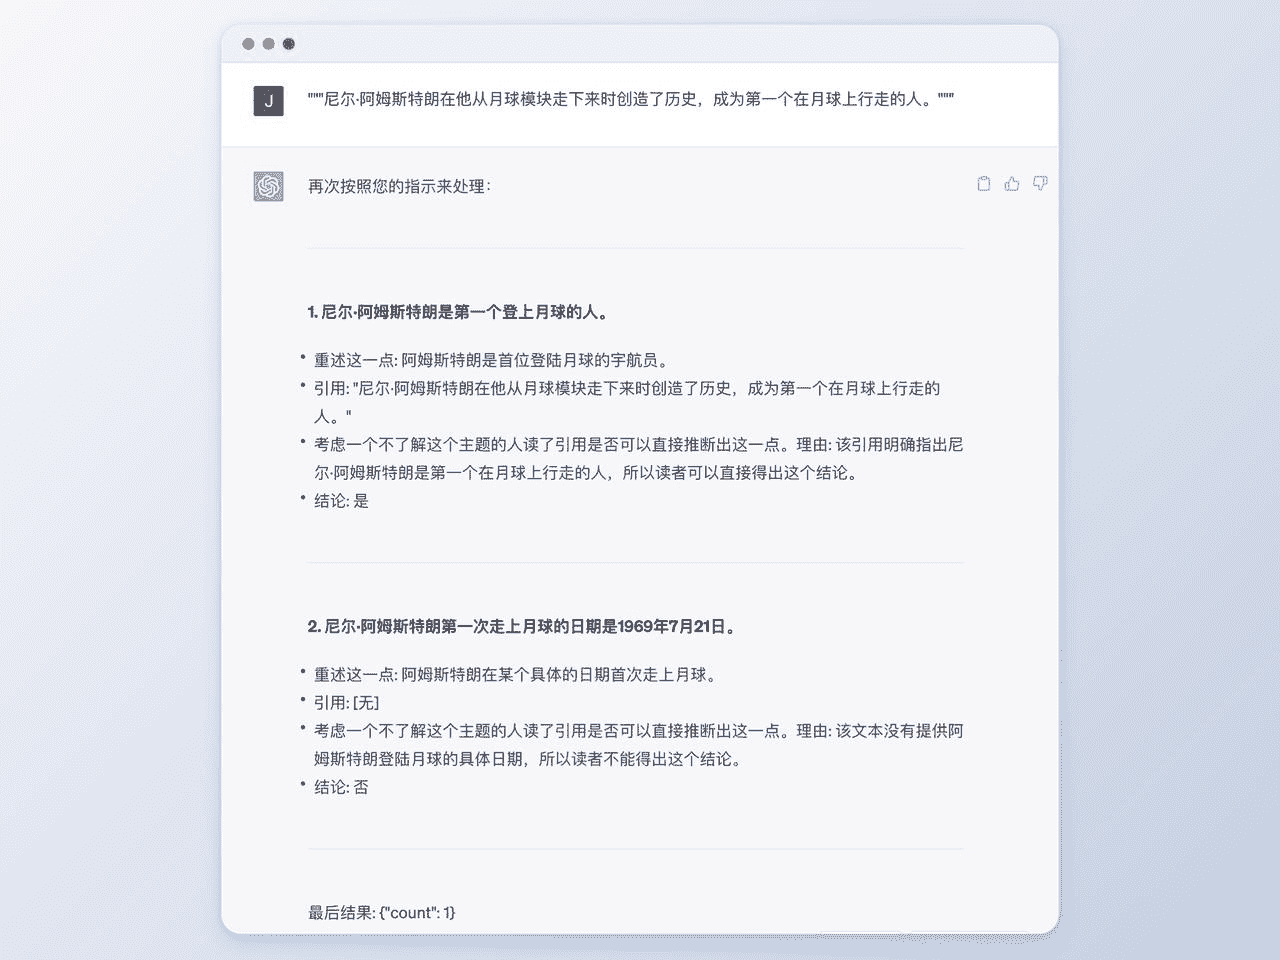 J
"""尼尔·阿姆斯特朗在他从月球模块走下来时创造了历史，成为第一个在月球上行走的人。"""
再次按照您的指示来处理：
1. 尼尔·阿姆斯特朗是第一个登上月球的人。
• 重述这一点: 阿姆斯特朗是首位登陆月球的宇航员。
• 引用: "尼尔·阿姆斯特朗在他从月球模块走下来时创造了历史，成为第一个在月球上行走的
人。"
• 考虑一个不了解这个主题的人读了引用是否可以直接推断出这一点。理由: 该引用明确指出尼
尔·阿姆斯特朗是第一个在月球上行走的人，所以读者可以直接得出这个结论。
• 结论: 是
2. 尼尔·阿姆斯特朗第一次走上月球的日期是1969年7月21日。
• 重述这一点: 阿姆斯特朗在某个具体的日期首次走上月球。
• 引用: [无]
• 考虑一个不了解这个主题的人读了引用是否可以直接推断出这一点。理由: 该文本没有提供阿
姆斯特朗登陆月球的具体日期，所以读者不能得出这个结论。
• 结论: 否
最后结果: {"count": 1}